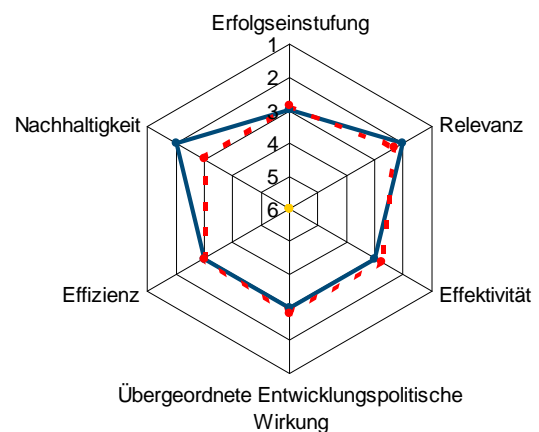 Erfolgseinstufung
1
2
3
4
5
6
Nachhaltigkeit
Relevanz
Effizienz
Effektivität
Übergeordnete Entwicklungspolitische
Wirkung